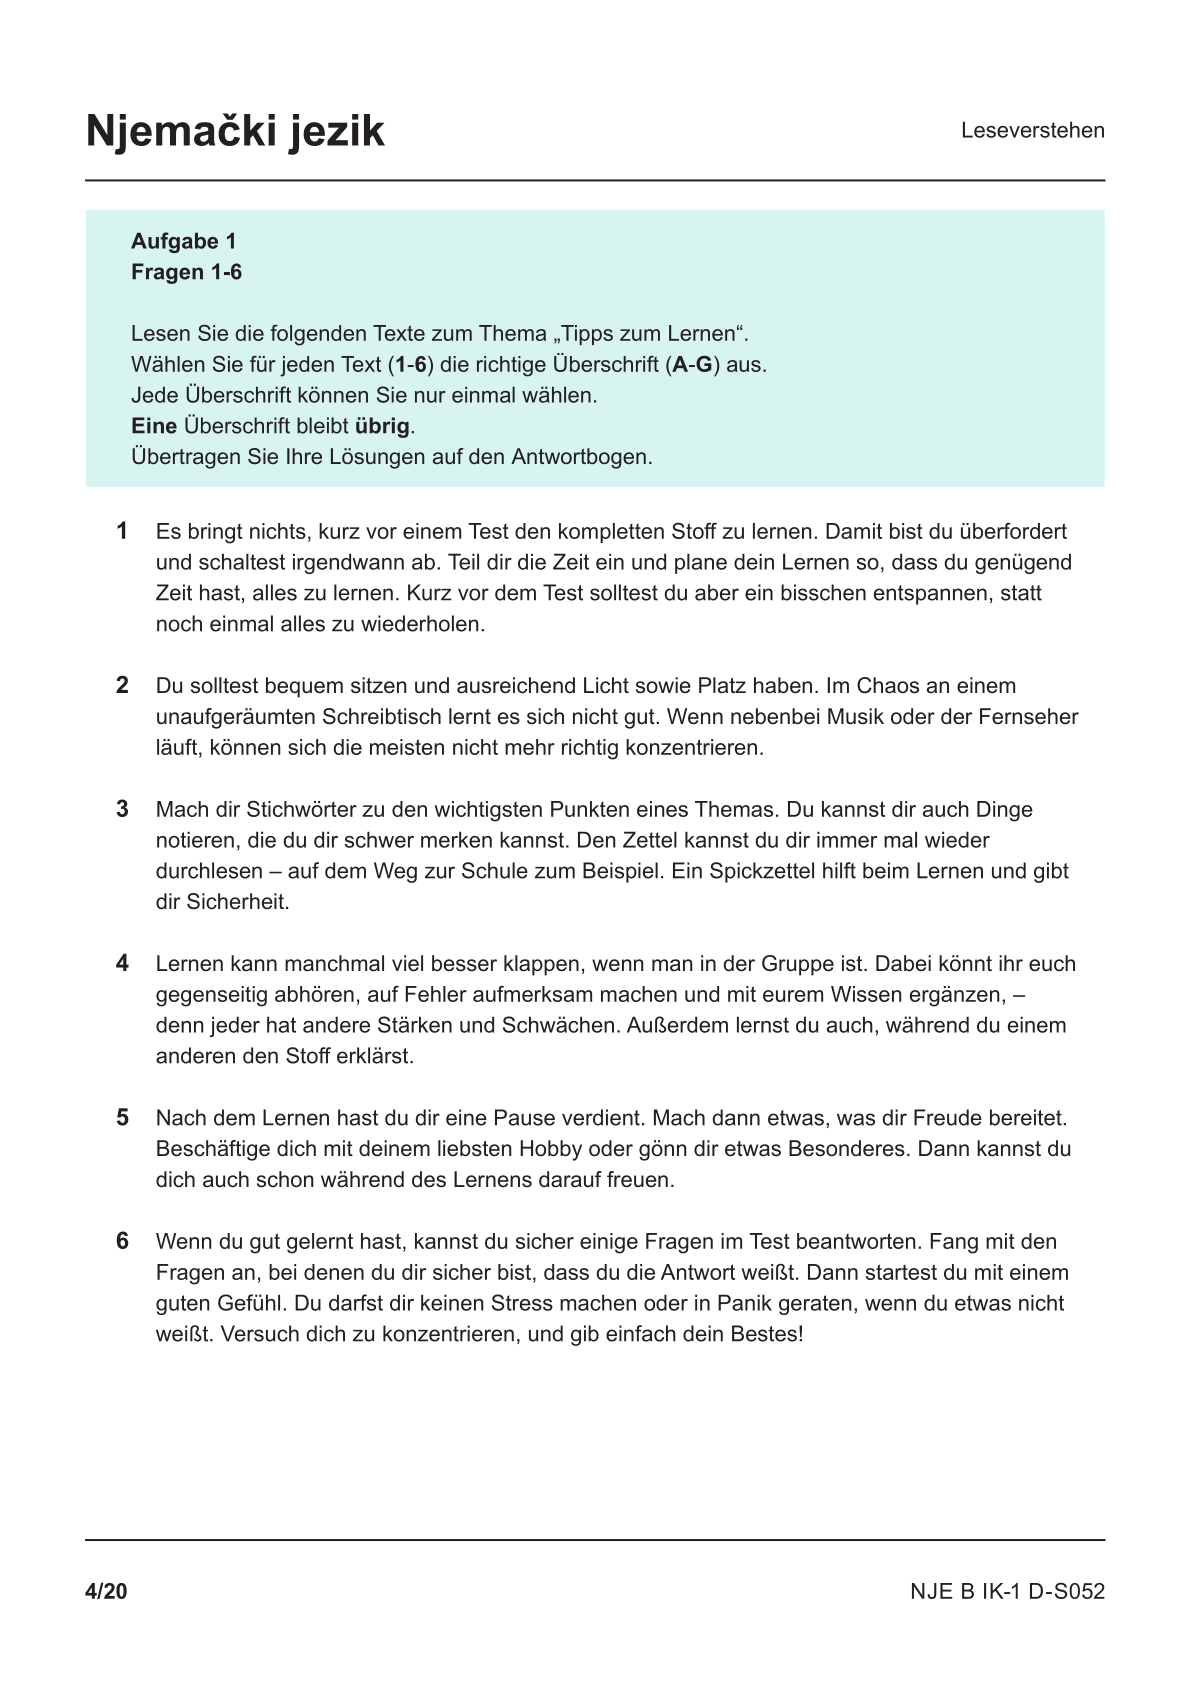 Njemački jezik
Leseverstehen
Aufgabe 1
Fragen 1-6
Lesen Sie die folgenden Texte zum Thema „Tipps zum Lernen“.
Wählen Sie für jeden Text (1-6) die richtige Überschrift (A-G) aus.
Jede Überschrift können Sie nur einmal wählen.
Eine Überschrift bleibt übrig.
Übertragen Sie Ihre Lösungen auf den Antwortbogen.
1 Es bringt nichts, kurz vor einem Test den kompletten Stoff zu lernen. Damit bist du überfordert
und schaltest irgendwann ab. Teil dir die Zeit ein und plane dein Lernen so, dass du genügend
Zeit hast, alles zu lernen. Kurz vor dem Test solltest du aber ein bisschen entspannen, statt
noch einmal alles zu wiederholen.
2 Du solltest bequem sitzen und ausreichend Licht sowie Platz haben. Im Chaos an einem
unaufgeräumten Schreibtisch lernt es sich nicht gut. Wenn nebenbei Musik oder der Fernseher
läuft, können sich die meisten nicht mehr richtig konzentrieren.
3 Mach dir Stichwörter zu den wichtigsten Punkten eines Themas. Du kannst dir auch Dinge
notieren, die du dir schwer merken kannst. Den Zettel kannst du dir immer mal wieder
durchlesen – auf dem Weg zur Schule zum Beispiel. Ein Spickzettel hilft beim Lernen und gibt
dir Sicherheit.
4 Lernen kann manchmal viel besser klappen, wenn man in der Gruppe ist. Dabei könnt ihr euch
gegenseitig abhören, auf Fehler aufmerksam machen und mit eurem Wissen ergänzen, –
denn jeder hat andere Stärken und Schwächen. Außerdem lernst du auch, während du einem
anderen den Stoff erklärst.
5 Nach dem Lernen hast du dir eine Pause verdient. Mach dann etwas, was dir Freude bereitet.
Beschäftige dich mit deinem liebsten Hobby oder gönn dir etwas Besonderes. Dann kannst du
dich auch schon während des Lernens darauf freuen.
6 Wenn du gut gelernt hast, kannst du sicher einige Fragen im Test beantworten. Fang mit den
Fragen an, bei denen du dir sicher bist, dass du die Antwort weißt. Dann startest du mit einem
guten Gefühl. Du darfst dir keinen Stress machen oder in Panik geraten, wenn du etwas nicht
weißt. Versuch dich zu konzentrieren, und gib einfach dein Bestes!
4/20
NJE B IK-1 D-S052